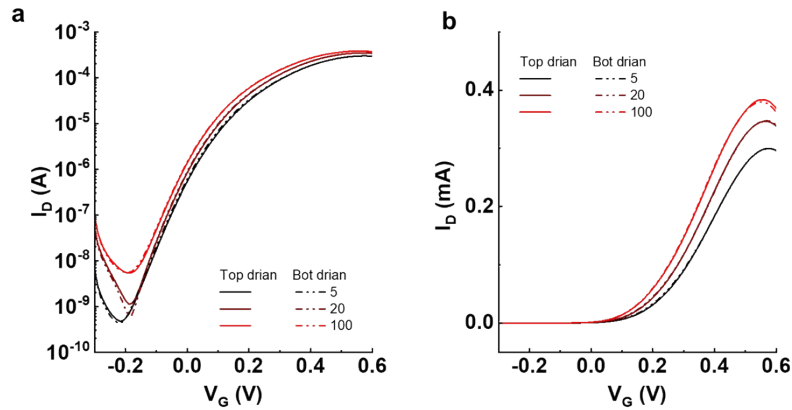 a
I_D (A)
10^-3
10^-4
10^-5
10^-6
10^-7
10^-8
10^-9
10^-10
Top drian Bot drian
5
20
100
-0.2 0.0 0.2 0.4 0.6
V_G (V)
b
I_D (mA)
Top drian Bot drian
5
20
100
0.4
0.2
0.0
-0.2 0.0 0.2 0.4 0.6
V_G (V)